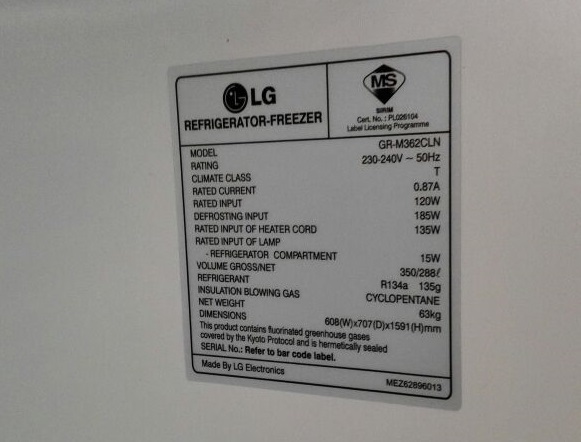 LG
REFRIGERATOR-FREEZER
MS
SIRIM
Cert. No. : PL026104
Label Licensing Programme
MODEL GR-M362CLN
RATING 230-240V ~ 50Hz
CLIMATE CLASS T
RATED CURRENT 0.87A
RATED INPUT 120W
DEFROSTING INPUT 185W
RATED INPUT OF HEATER CORD 135W
RATED INPUT OF LAMP
- REFRIGERATOR COMPARTMENT 15W
VOLUME GROSS/NET 350/288ℓ
REFRIGERANT R134a 135g
INSULATION BLOWING GAS CYCLOPENTANE
NET WEIGHT 63kg
DIMENSIONS 608(W)x707(D)x1591(H)mm
This product contains fluorinated greenhouse gases
covered by the Kyoto Protocol and is hermetically sealed
SERIAL No.: Refer to bar code label.
Made By LG Electronics MEZ62896013